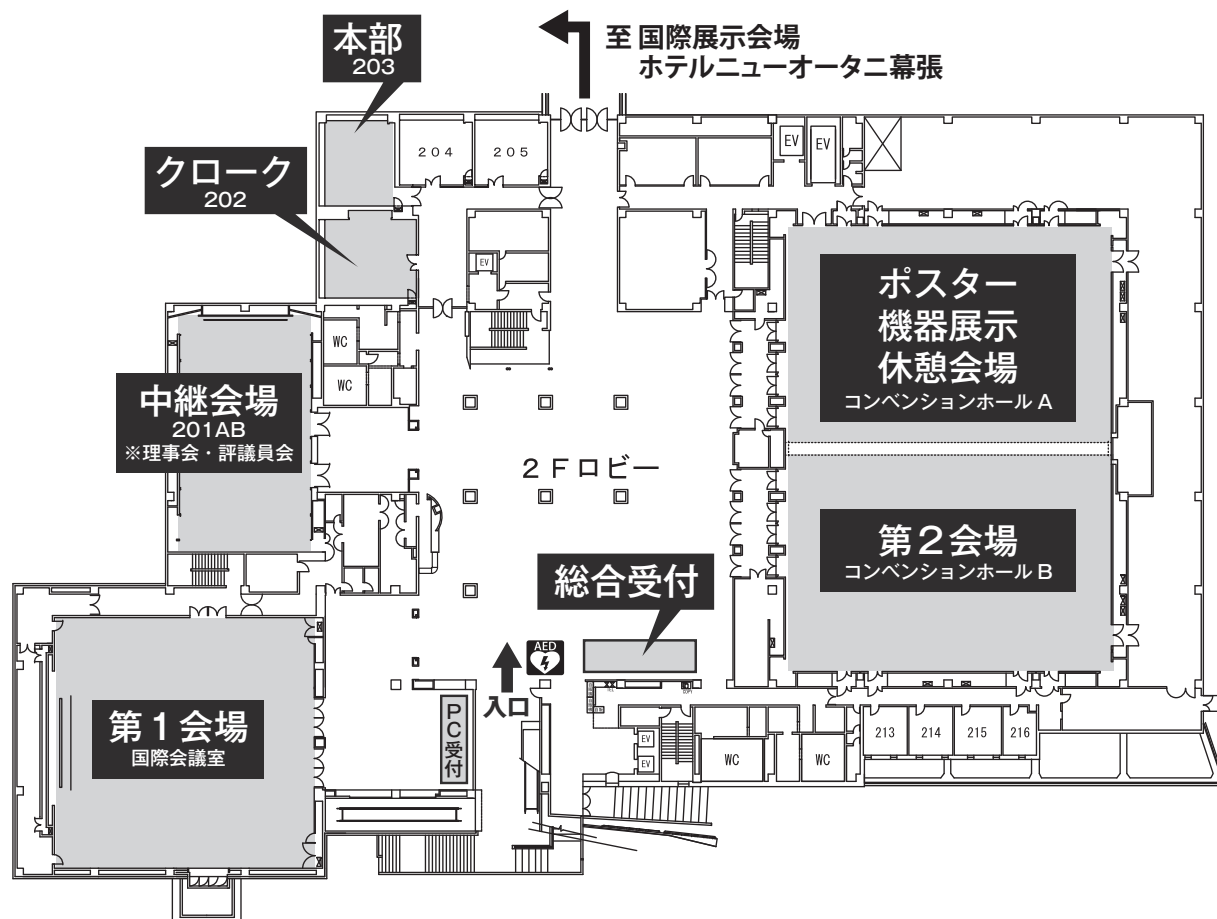 本部
203
至 国際展示会場
ホテルニューオータニ幕張
クローク
202
204
205
EV
EV
EV
WC
WC
中継会場
201AB
※理事会・評議員会
ポスター
機器展示
休憩会場
コンベンションホール A
2Fロビー
第2会場
コンベンションホール B
総合受付
AED
入口
PC受付
第1会場
国際会議室
EV
EV
WC
WC
213
214
215
216